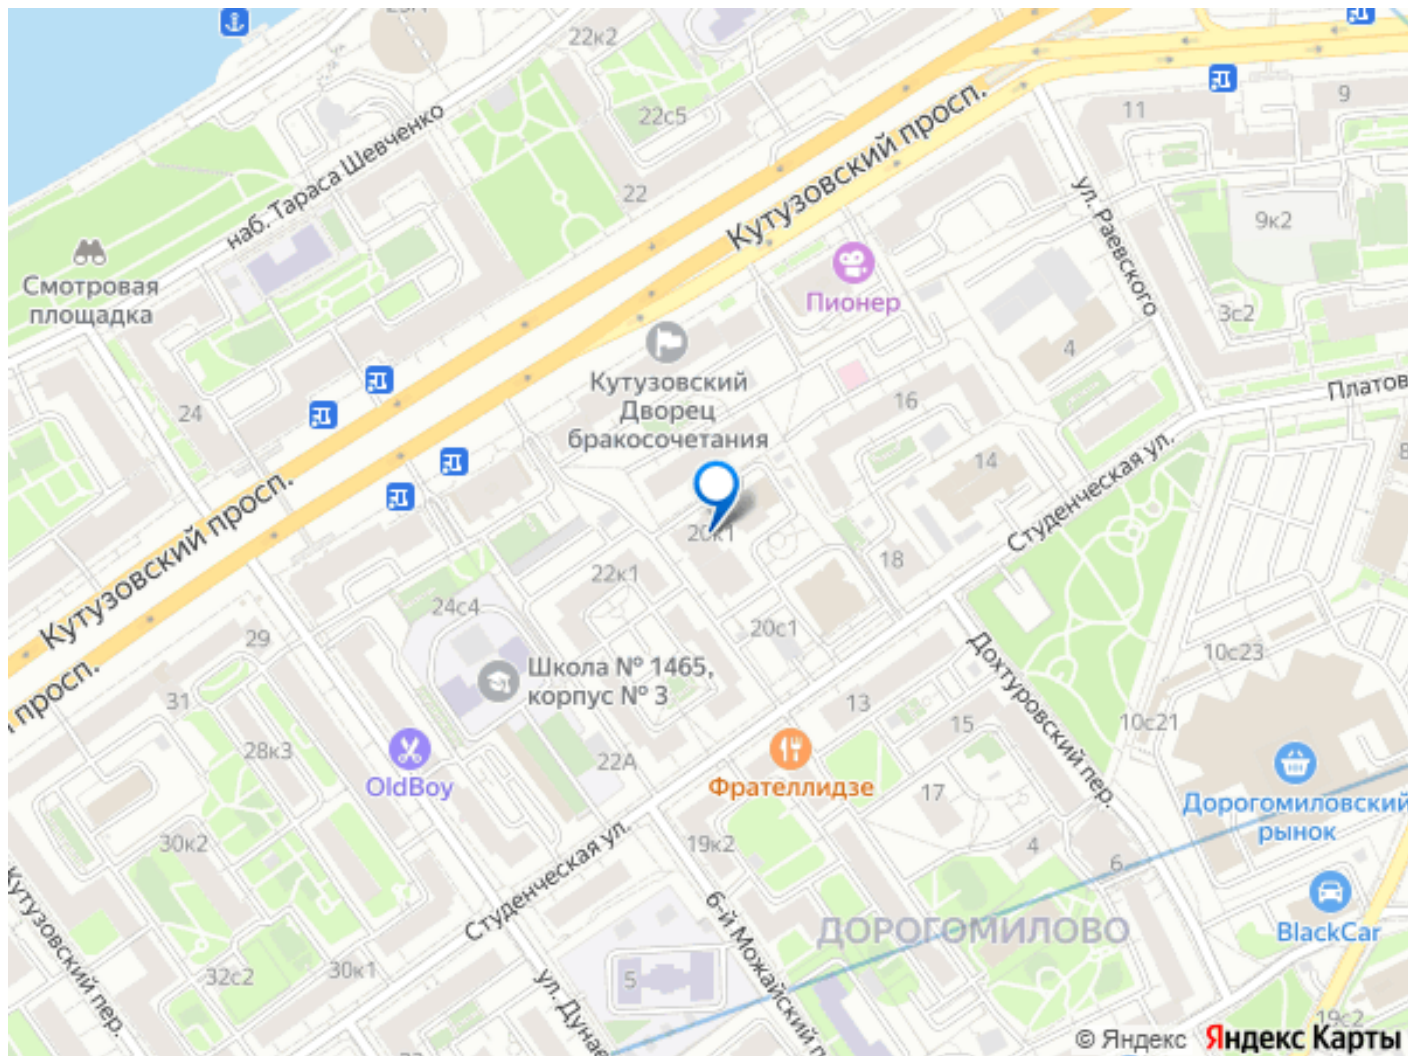 22к2
22с5
наб. Тараса Шевченко
22
Кутузовский просп.
11
9
ул. Раевского
9к2
Смотровая
площадка
Пионер
3с2
4
24
Кутузовский
Дворец
бракосочетания
16
Платов
14
Студенческая ул.
Кутузовский просп.
20к1
18
22к1
24с4
20с1
29
Школа № 1465,
корпус № 3
Дохтуровский пер.
10с23
просп.
31
13
15
10с21
28к3
22А
OldBoy
Фрателлидзе
17
Дорогомиловский
рынок
30к2
Студенческая ул.
19к2
4
6
Кутузовский пер.
6-й Можайский п
ДОРОГОМИЛОВО
BlackCar
32с2
30к1
5
ул. Дунае
19с2
© Яндекс Яндекс Карты